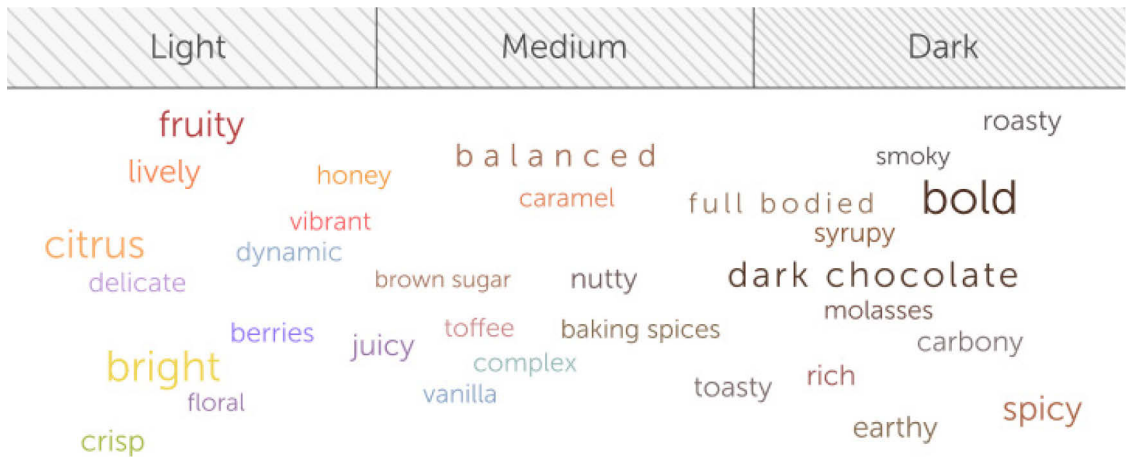 Light Medium Dark
fruity roasty
balanced smoky
lively honey
caramel full bodied bold
vibrant
citrus dynamic syrupy
delicate brown sugar nutty dark chocolate
molasses
berries juicy toffee baking spices carbony
bright complex
floral vanilla toasty rich
spicy
crisp earthy